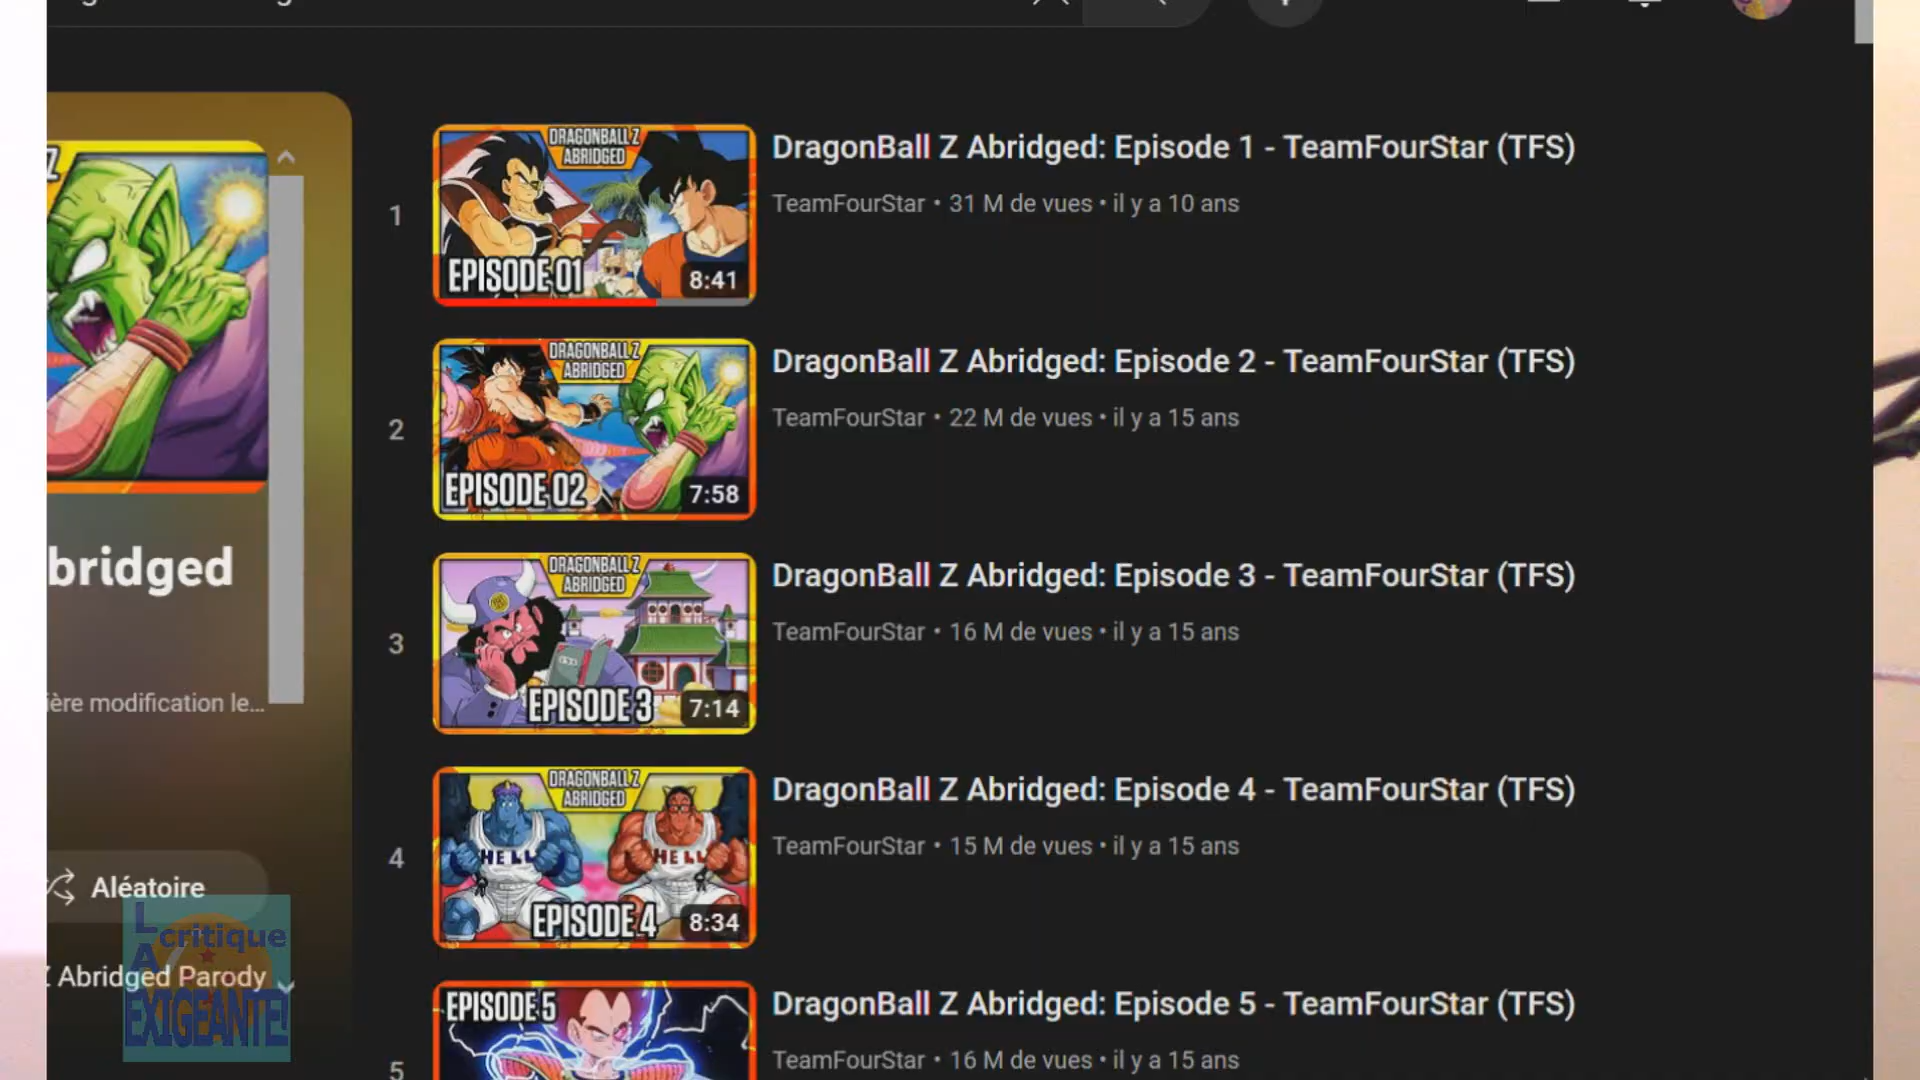 DRAGONBALL Z
ABRIDGED
EPISODE 01
8:41
1
DragonBall Z Abridged: Episode 1 - TeamFourStar (TFS)
TeamFourStar • 31 M de vues • il y a 10 ans
DRAGONBALL Z
ABRIDGED
EPISODE 02
7:58
2
DragonBall Z Abridged: Episode 2 - TeamFourStar (TFS)
TeamFourStar • 22 M de vues • il y a 15 ans
bridged
DRAGONBALL Z
ABRIDGED
EPISODE 3
7:14
3
DragonBall Z Abridged: Episode 3 - TeamFourStar (TFS)
TeamFourStar • 16 M de vues • il y a 15 ans
ière modification le...
DRAGONBALL Z
ABRIDGED
HELL
HELL
EPISODE 4
8:34
4
DragonBall Z Abridged: Episode 4 - TeamFourStar (TFS)
TeamFourStar • 15 M de vues • il y a 15 ans
Aléatoire
LA critique
EXIGEANTE!
Z Abridged Parody
EPISODE 5
5
DragonBall Z Abridged: Episode 5 - TeamFourStar (TFS)
TeamFourStar • 16 M de vues • il y a 15 ans